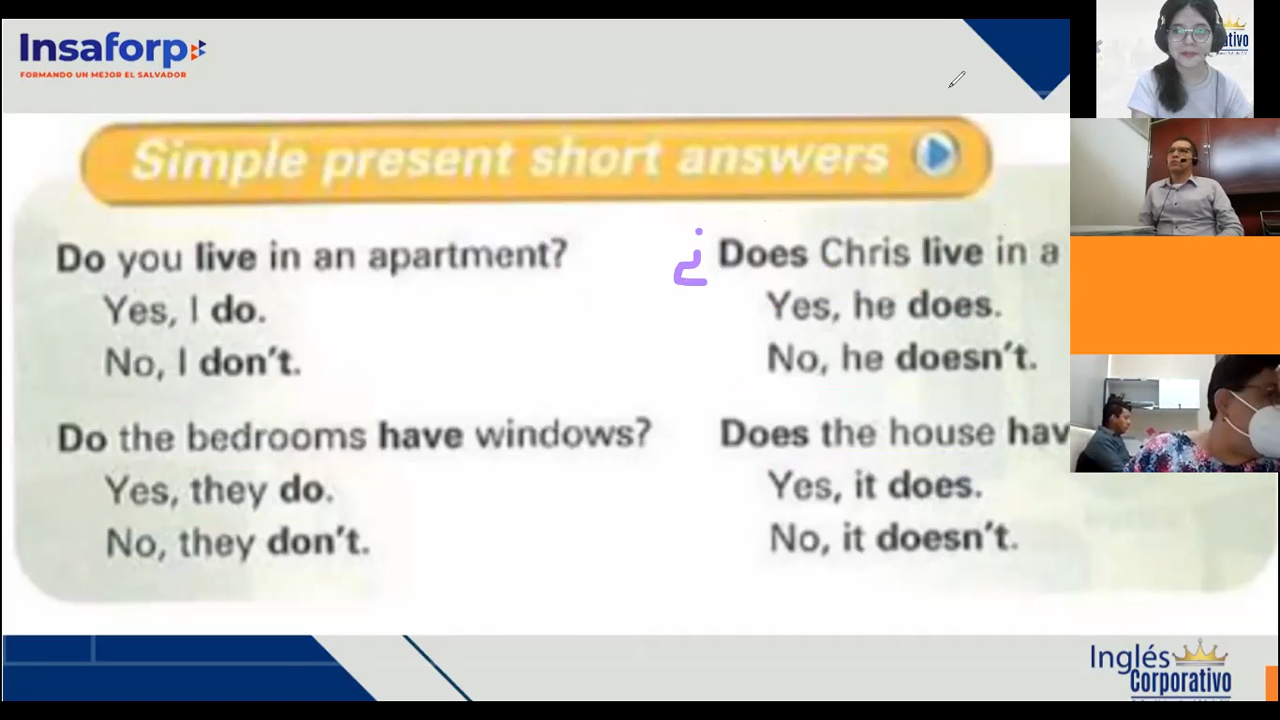 Insaforp
FORMANDO UN MEJOR EL SALVADOR
Simple present short answers
Do you live in an apartment?
Yes, I do.
No, I don't.
Do the bedrooms have windows?
Yes, they do.
No, they don't.
¿ Does Chris live in a
Yes, he does.
No, he doesn't.
Does the house hav
Yes, it does.
No, it doesn't.
Inglés
Corporativo